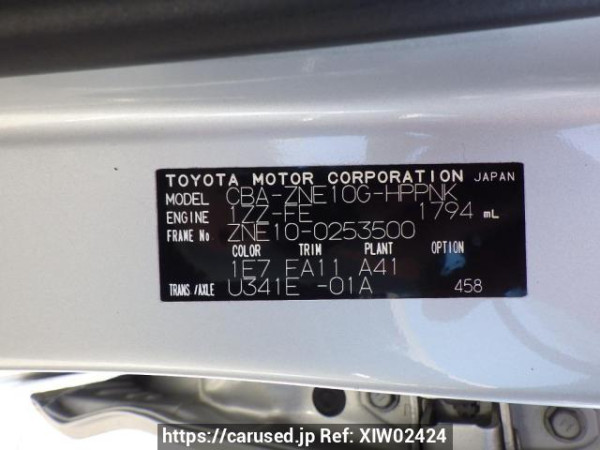 TOYOTA MOTOR CORPORATION JAPAN
MODEL CBA-ZNE10G-HPPNK
ENGINE 1ZZ-FE 1794 mL
FRAME No ZNE10-0253500
COLOR TRIM PLANT OPTION
1E7 FA11 A41
TRANS/AXLE U341E -01A 458
https://carused.jp Ref: XIW02424